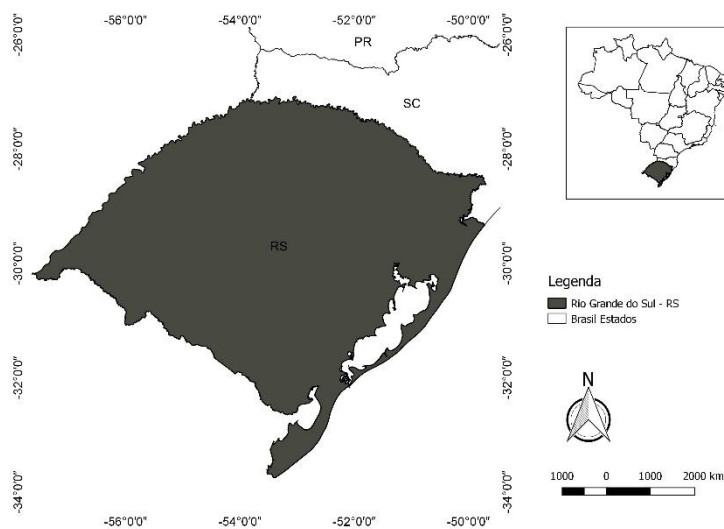 -56°0'0" -54°0'0" -52°0'0" -50°0'0"
-26°0'0"
-28°0'0"
-30°0'0"
-32°0'0"
-34°0'0"
PR
SC
RS
-26°0'0"
-28°0'0"
-30°0'0"
-32°0'0"
-34°0'0"
-56°0'0" -54°0'0" -52°0'0" -50°0'0"
Legenda
Rio Grande do Sul - RS
Brasil Estados
N
1000 0 1000 2000 km